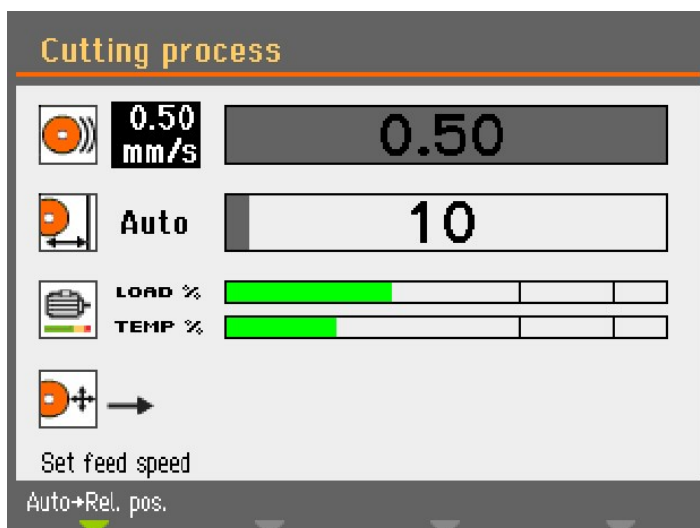 Cutting process
0.50
mm/s
0.50
Auto
10
LOAD %
TEMP %
Set feed speed
Auto→Rel. pos.